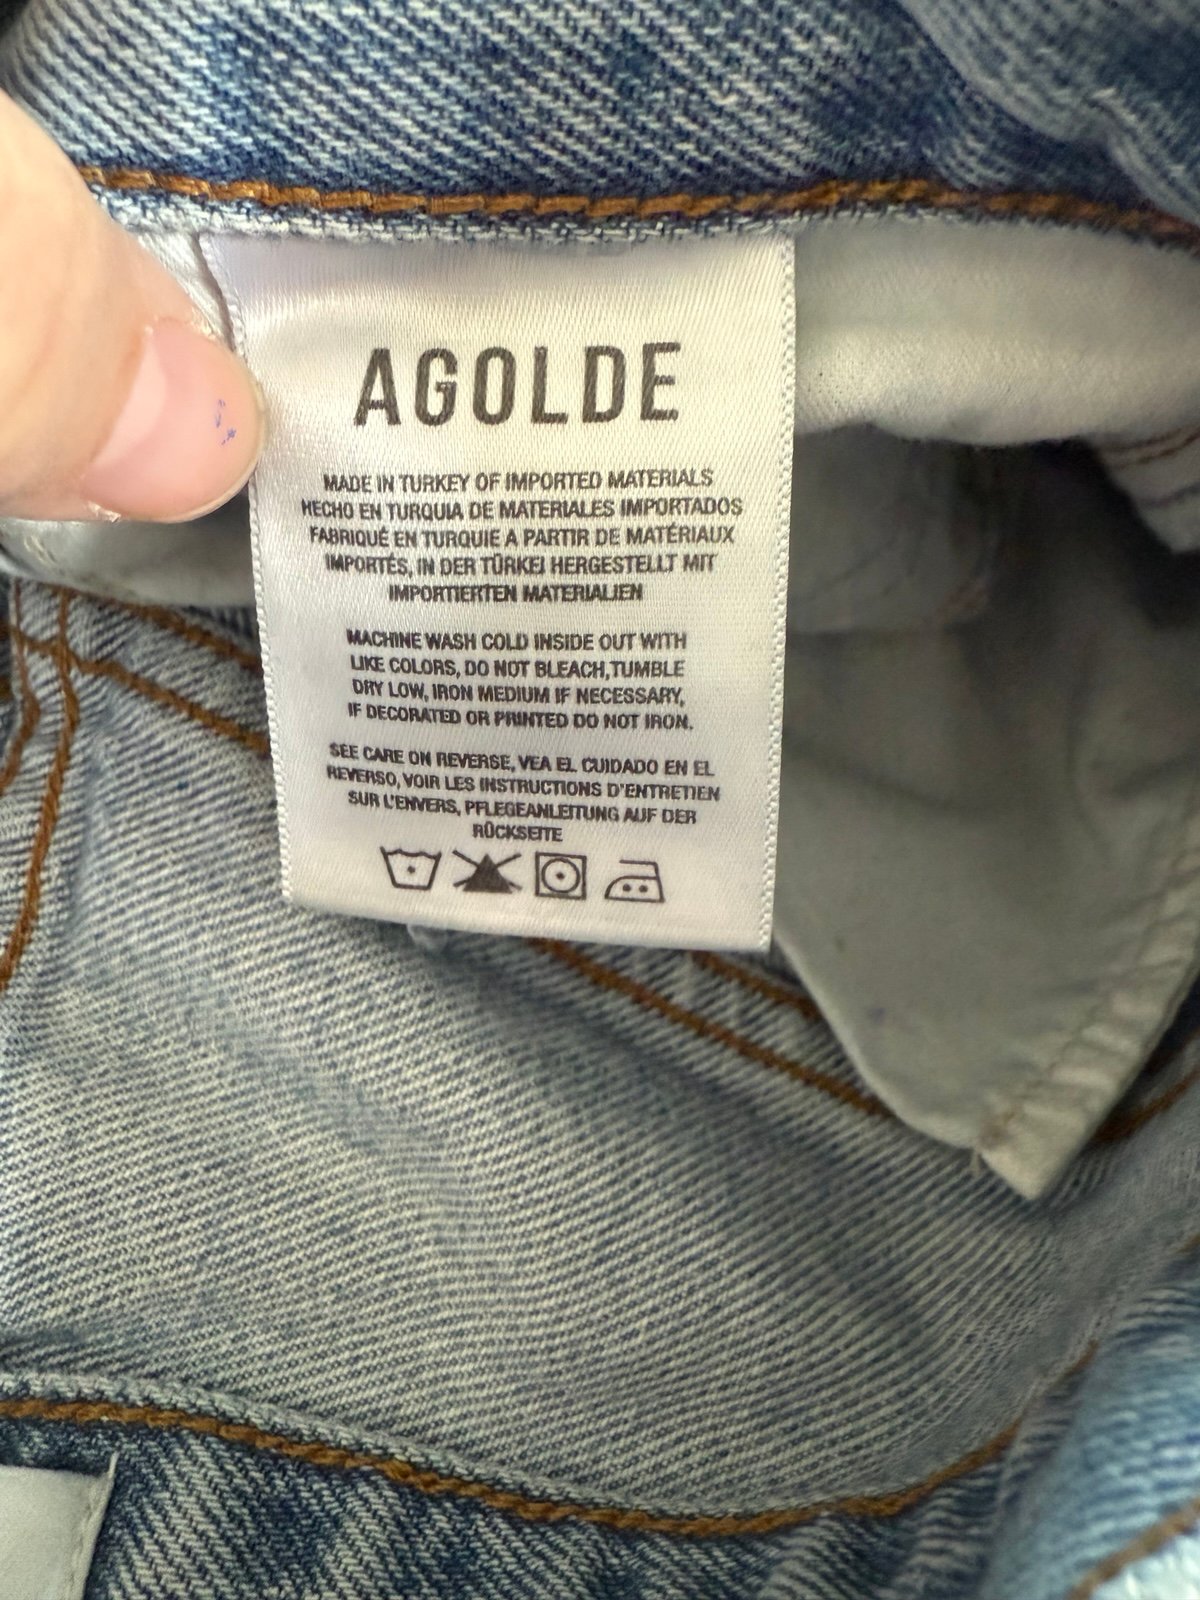 AGOLDE
MADE IN TURKEY OF IMPORTED MATERIALS
HECHO EN TURQUIA DE MATERIALES IMPORTADOS
FABRIQUÉ EN TURQUIE A PARTIR DE MATÉRIAUX
IMPORTÉS, IN DER TÜRKEI HERGESTELLT MIT
IMPORTIERTEN MATERIALIEN
MACHINE WASH COLD INSIDE OUT WITH
LIKE COLORS, DO NOT BLEACH,TUMBLE
DRY LOW, IRON MEDIUM IF NECESSARY,
IF DECORATED OR PRINTED DO NOT IRON.
SEE CARE ON REVERSE, VEA EL CUIDADO EN EL
REVERSO, VOIR LES INSTRUCTIONS D'ENTRETIEN
SUR L'ENVERS, PFLEGEANLEITUNG AUF DER
RÜCKSEITE